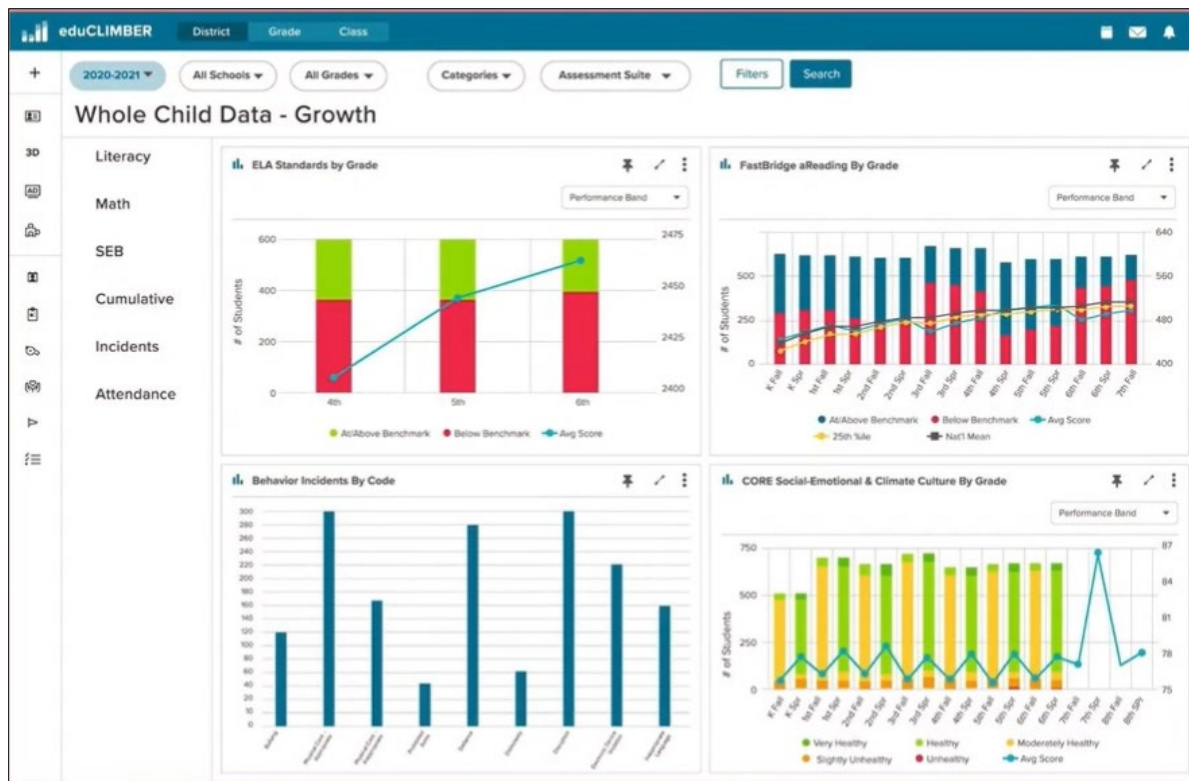 eduCLIMBER District Grade Class
2020-2021 All Schools All Grades Categories Assessment Suite Filters Search
Whole Child Data - Growth
3D
AD
Literacy
Math
SEB
Cumulative
Incidents
Attendance
ELA Standards by Grade
Performance Band
600
400
200
0
# of Students
2475
2450
2425
2400
4th 5th 6th
At/Above Benchmark Below Benchmark Avg Score
FastBridge aReading By Grade
Performance Band
500
250
0
# of Students
640
560
480
400
K Fall K Spr 1st Fall 1st Spr 2nd Fall 2nd Spr 3rd Fall 3rd Spr 4th Fall 4th Spr 5th Fall 5th Spr 6th Fall 6th Spr 7th Fall
At/Above Benchmark Below Benchmark Avg Score
25th %ile Nat'l Mean
Behavior Incidents By Code
300
280
260
240
220
200
180
160
140
120
100
80
60
40
20
0
Bullying
Language
CORE Social-Emotional & Climate Culture By Grade
Performance Band
750
500
250
0
# of Students
87
84
81
78
75
K Fall K Spr 1st Fall 1st Spr 2nd Fall 2nd Spr 3rd Fall 3rd Spr 4th Fall 4th Spr 5th Fall 5th Spr 6th Fall 6th Spr 7th Fall 7th Spr 8th Fall 8th SPr
Very Healthy Healthy Moderately Healthy
Slightly Unhealthy Unhealthy Avg Score